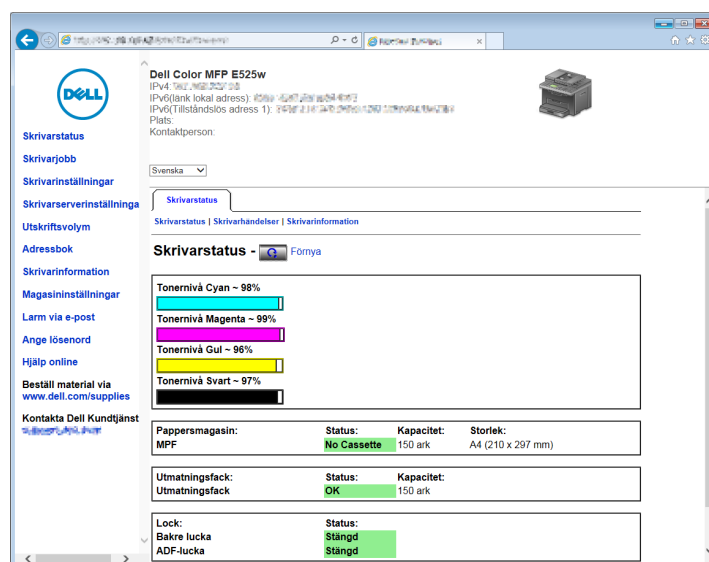 Dell Color MFP E525w
IPv4:
IPv6(länk lokal adress):
IPv6(Tillståndslös adress 1):
Plats:
Kontaktperson:
DELL
Skrivarstatus
Skrivarjobb
Skrivarinställningar
Skrivarserverinställninga
Utskriftsvolym
Adressbok
Skrivarinformation
Magasininställningar
Larm via e-post
Ange lösenord
Hjälp online
Beställ material via
www.dell.com/supplies
Kontakta Dell Kundtjänst
Svenska
Skrivarstatus
Skrivarstatus | Skrivarhändelser | Skrivarinformation
Skrivarstatus - Förnya
Tonernivå Cyan ~ 98%
Tonernivå Magenta ~ 99%
Tonernivå Gul ~ 96%
Tonernivå Svart ~ 97%
Pappersmagasin: Status: Kapacitet: Storlek:
MPF No Cassette 150 ark A4 (210 x 297 mm)
Utmatningsfack: Status: Kapacitet:
Utmatningsfack OK 150 ark
Lock: Status:
Bakre lucka Stängd
ADF-lucka Stängd